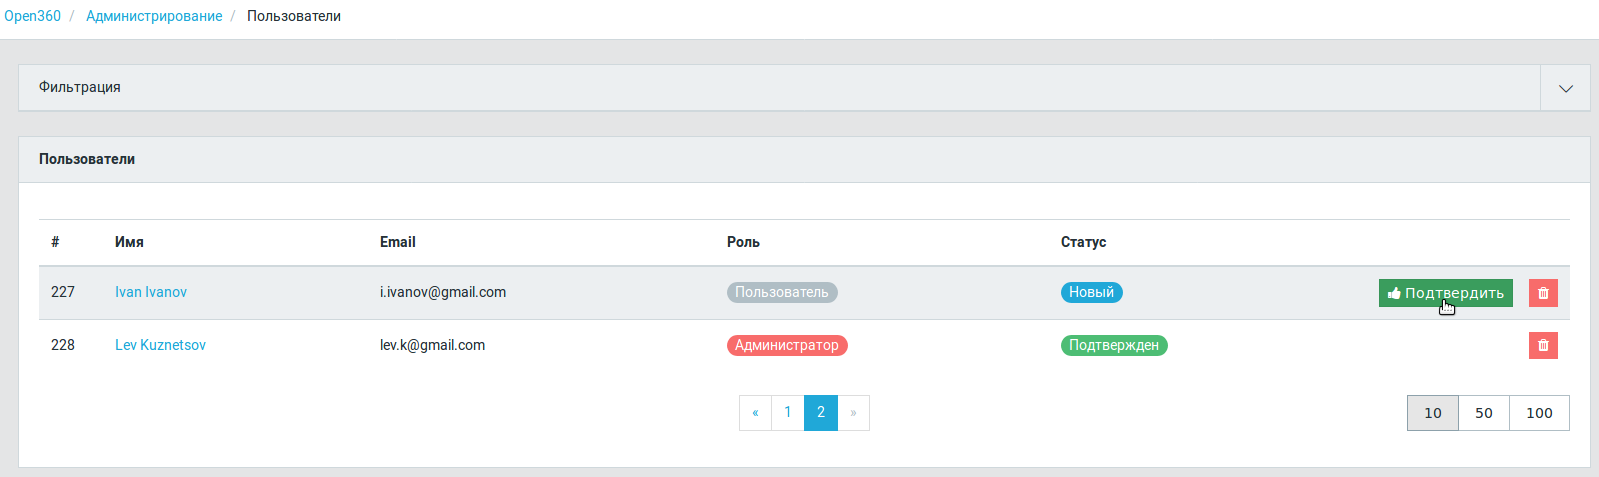 Open360 / Администрирование / Пользователи
Фильтрация
Пользователи
# Имя Email Роль Статус
227 Ivan Ivanov i.ivanov@gmail.com Пользователь Новый Подтвердить
228 Lev Kuznetsov lev.k@gmail.com Администратор Подтвержден
« 1 2 » 10 50 100